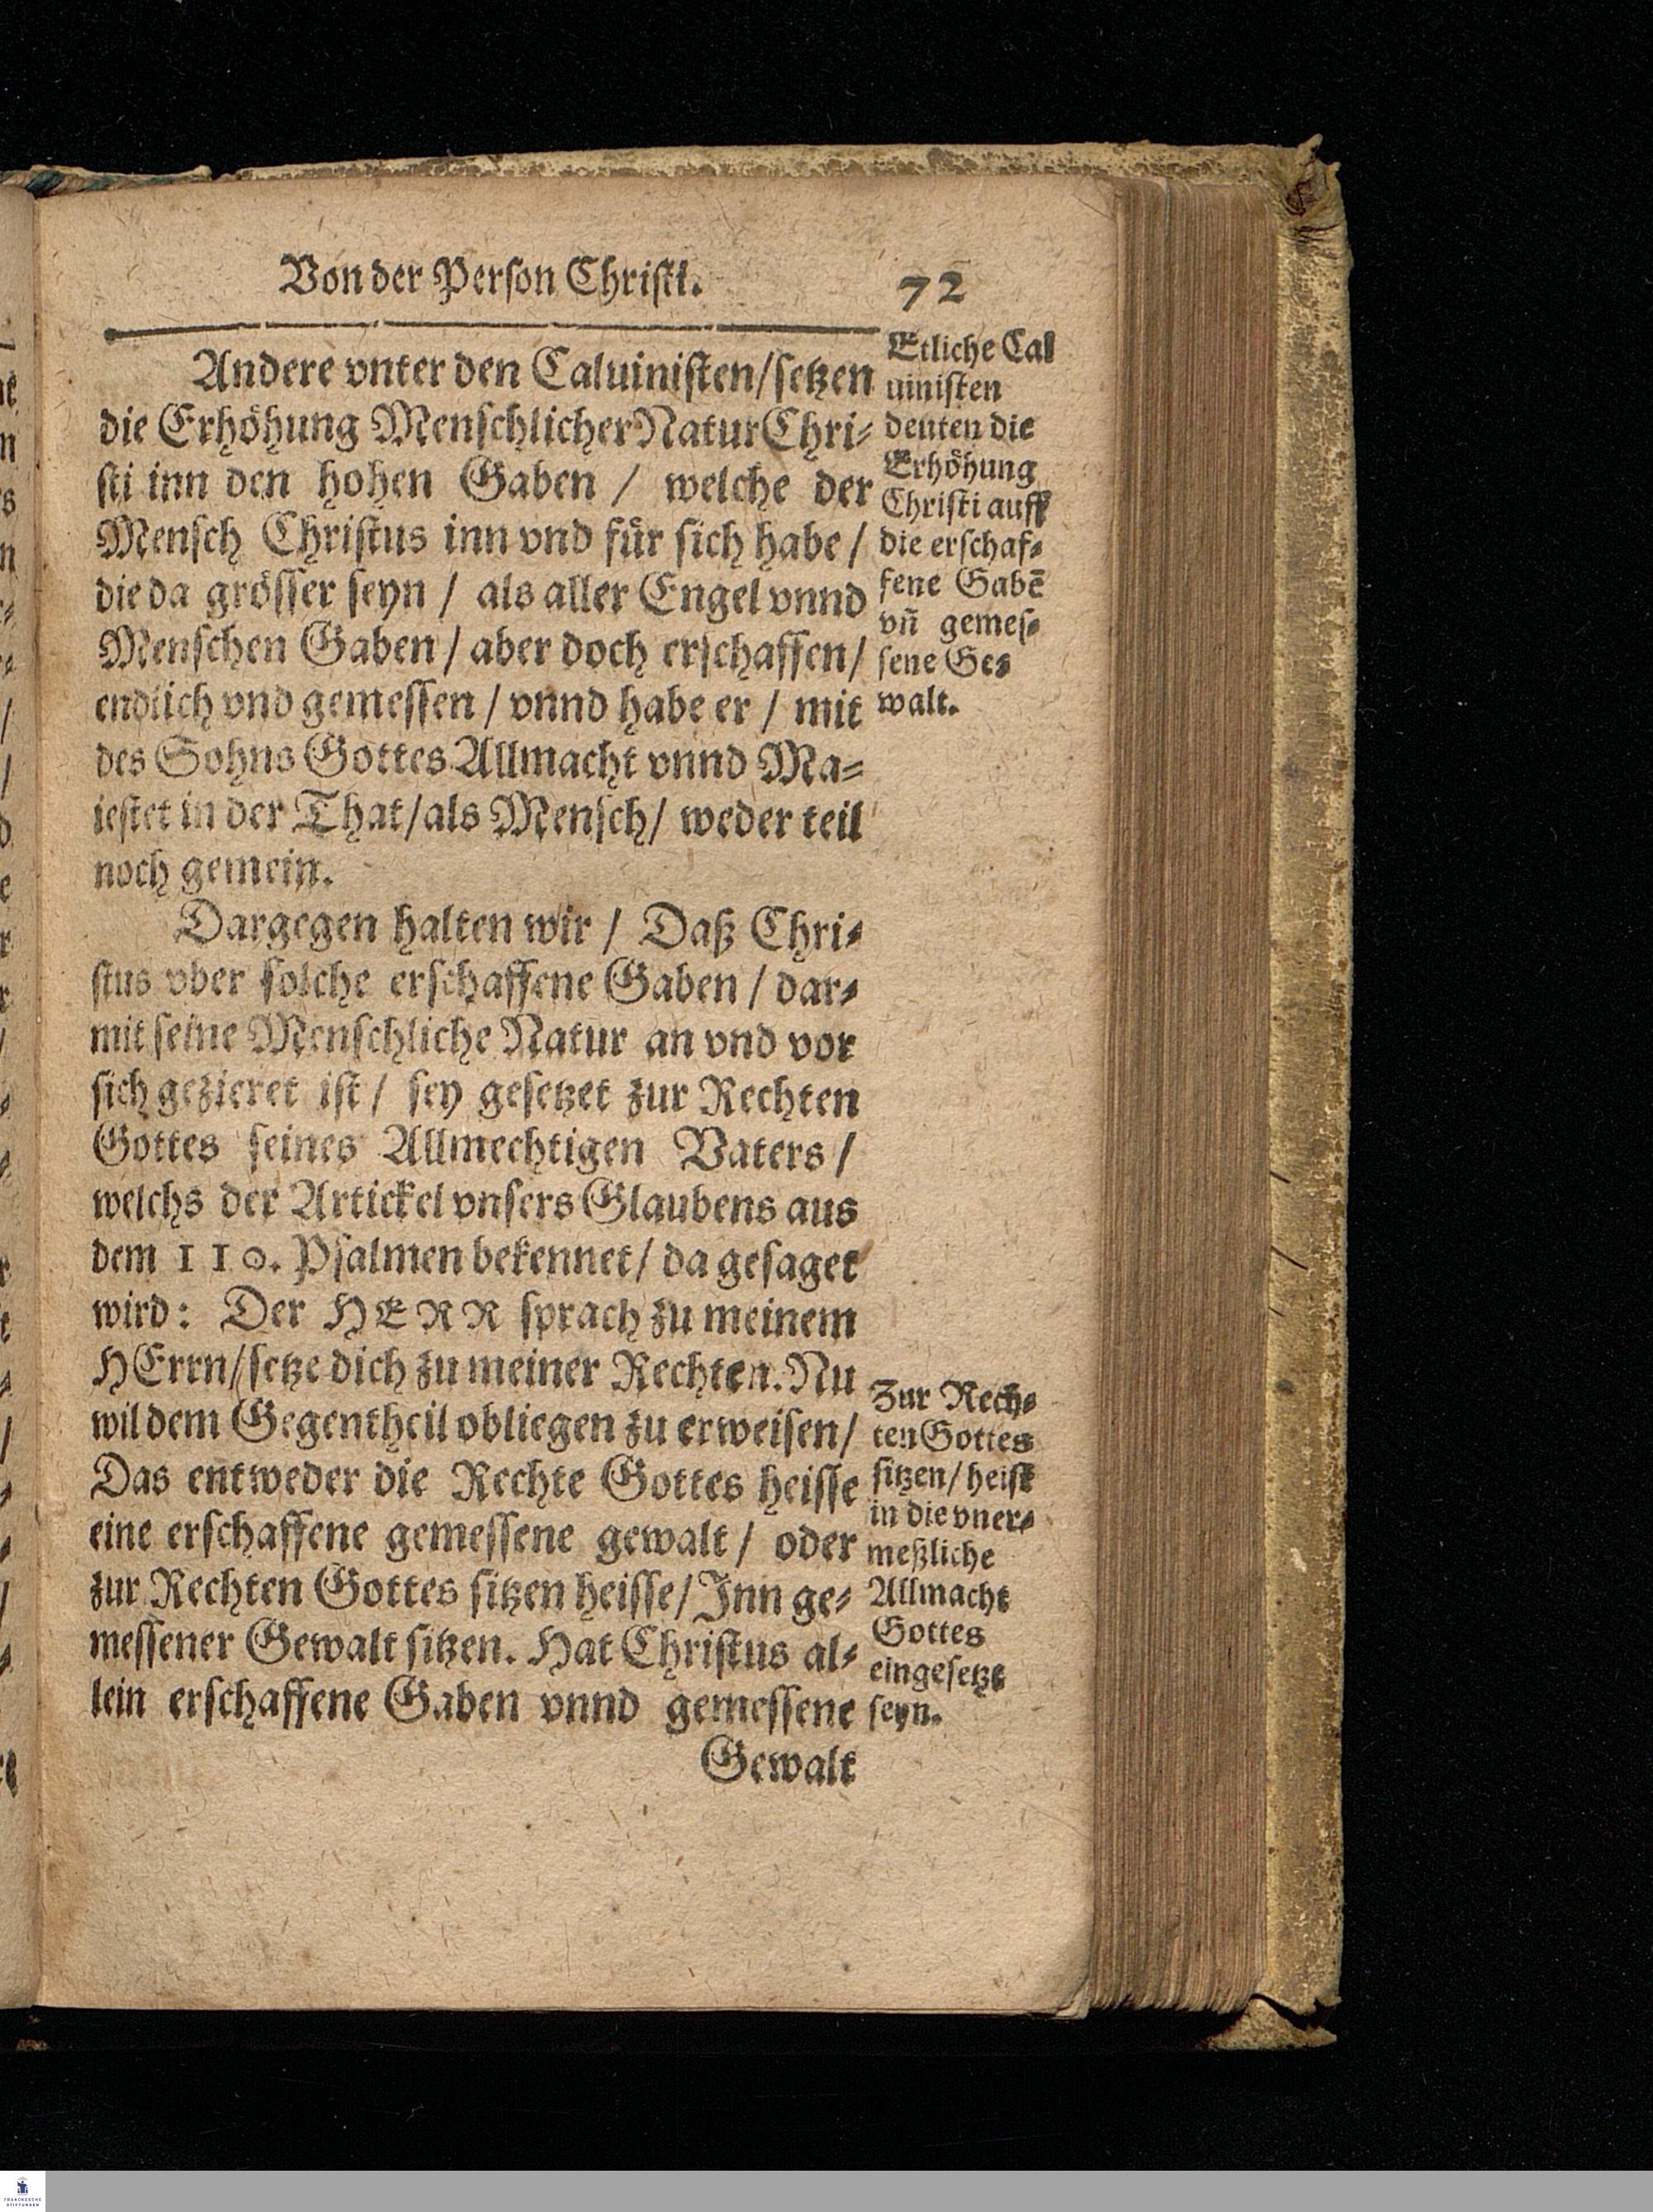 Von der Perſon Chriſti.
72
Andere vnter den Caluiniſten/ſetzen
die Erhöhung Menſchlicher Natur Chri-
ſti inn den hohen Gaben / welche der
Menſch Chriſtus inn vnd für ſich habe /
die da gröſſer ſeyn / als aller Engel vnnd
Menſchen Gaben / aber doch erſchaffen/
endlich vnd gemeſſen / vnnd habe er / mit
des Sohns Gottes Allmacht vnnd Ma-
ieſtet in der That/als Menſch/ weder teil
noch gemein.
Dargegen halten wir / Daß Chri-
ſtus vber ſolche erſchaffene Gaben / dar-
mit ſeine Menſchliche Natur an vnd vor
ſich gezieret iſt / ſey geſetzet zur Rechten
Gottes ſeines Allmechtigen Vaters /
welchs der Artickel vnſers Glaubens aus
dem 110. Pſalmen bekennet/ da geſaget
wird: Der HERR ſprach zu meinem
HErrn/ſetze dich zu meiner Rechten. Nu
wil dem Gegentheil obliegen zu erweiſen/
Das entweder die Rechte Gottes heiſſe
eine erſchaffene gemeſſene gewalt / oder
zur Rechten Gottes ſitzen heiſſe/ Inn ge-
meſſener Gewalt ſitzen. Hat Chriſtus al-
lein erſchaffene Gaben vnnd gemeſſene
Gewalt
Etliche Cal
uiniſten
deuten die
Erhöhung
Chriſti auff
die erſchaf-
fene Gabē
vñ gemeſ-
ſene Ge-
walt.
Zur Rech-
ten Gottes
ſitzen/ heiſt
in die vner-
meßliche
Allmacht
Gottes
eingeſetzt
ſeyn.
FRANCKESCHE
STIFTUNGEN